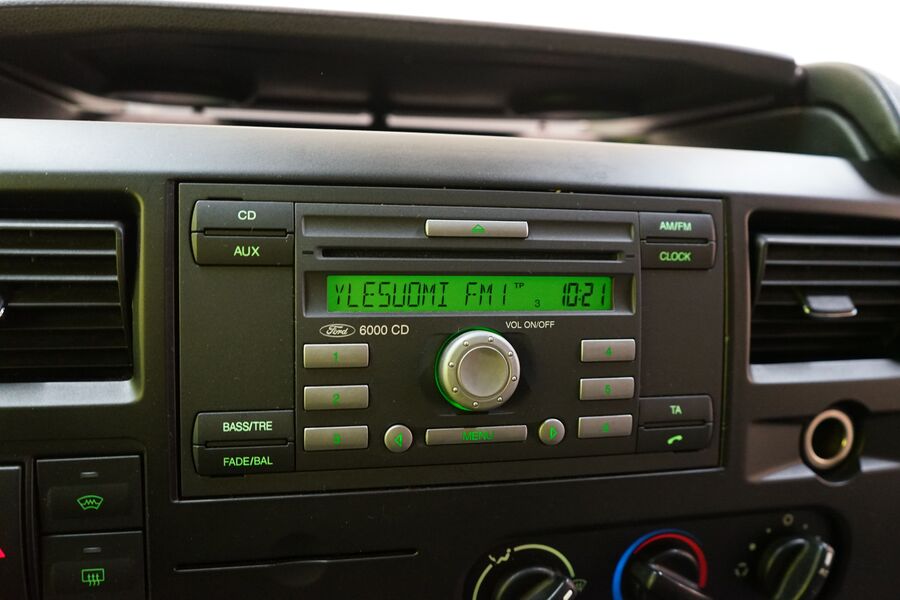 CD
AUX
AM/FM
CLOCK
YLESUOMI FM1 TP 3 10:21
Ford 6000 CD
VOL ON/OFF
1
2
3
4
5
6
BASS/TRE
FADE/BAL
MENU
TA